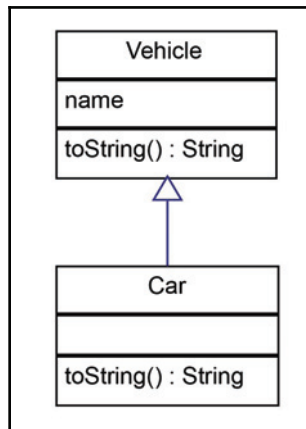 Vehicle
name
toString() : String
Car
toString() : String